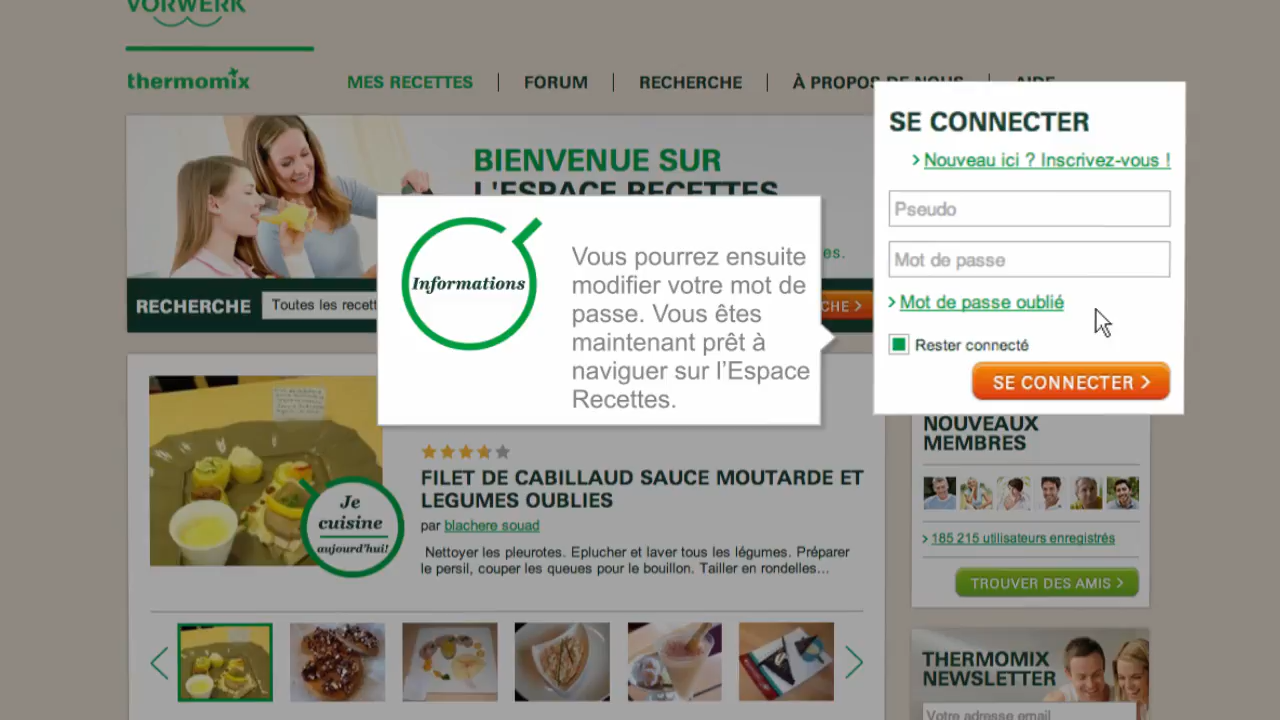 VORWERK
thermomix
MES RECETTES
FORUM
RECHERCHE
À PROPOS DE NOUS
AIDE
SE CONNECTER
> Nouveau ici ? Inscrivez-vous !
Pseudo
Mot de passe
> Mot de passe oublié
Rester connecté
SE CONNECTER >
BIENVENUE SUR
L'ESPACE RECETTES
es.
Informations
Vous pourrez ensuite
modifier votre mot de
passe. Vous êtes
maintenant prêt à
naviguer sur l'Espace
Recettes.
RECHERCHE
Toutes les recett
CHE >
Je
cuisine
aujourd'hui!
FILET DE CABILLAUD SAUCE MOUTARDE ET
LEGUMES OUBLIES
par blachere souad
Nettoyer les pleurotes. Eplucher et laver tous les légumes. Préparer
le persil, couper les queues pour le bouillon. Tailler en rondelles...
NOUVEAUX
MEMBRES
> 185 215 utilisateurs enregistrés
TROUVER DES AMIS >
THERMOMIX
NEWSLETTER
Votre adresse email